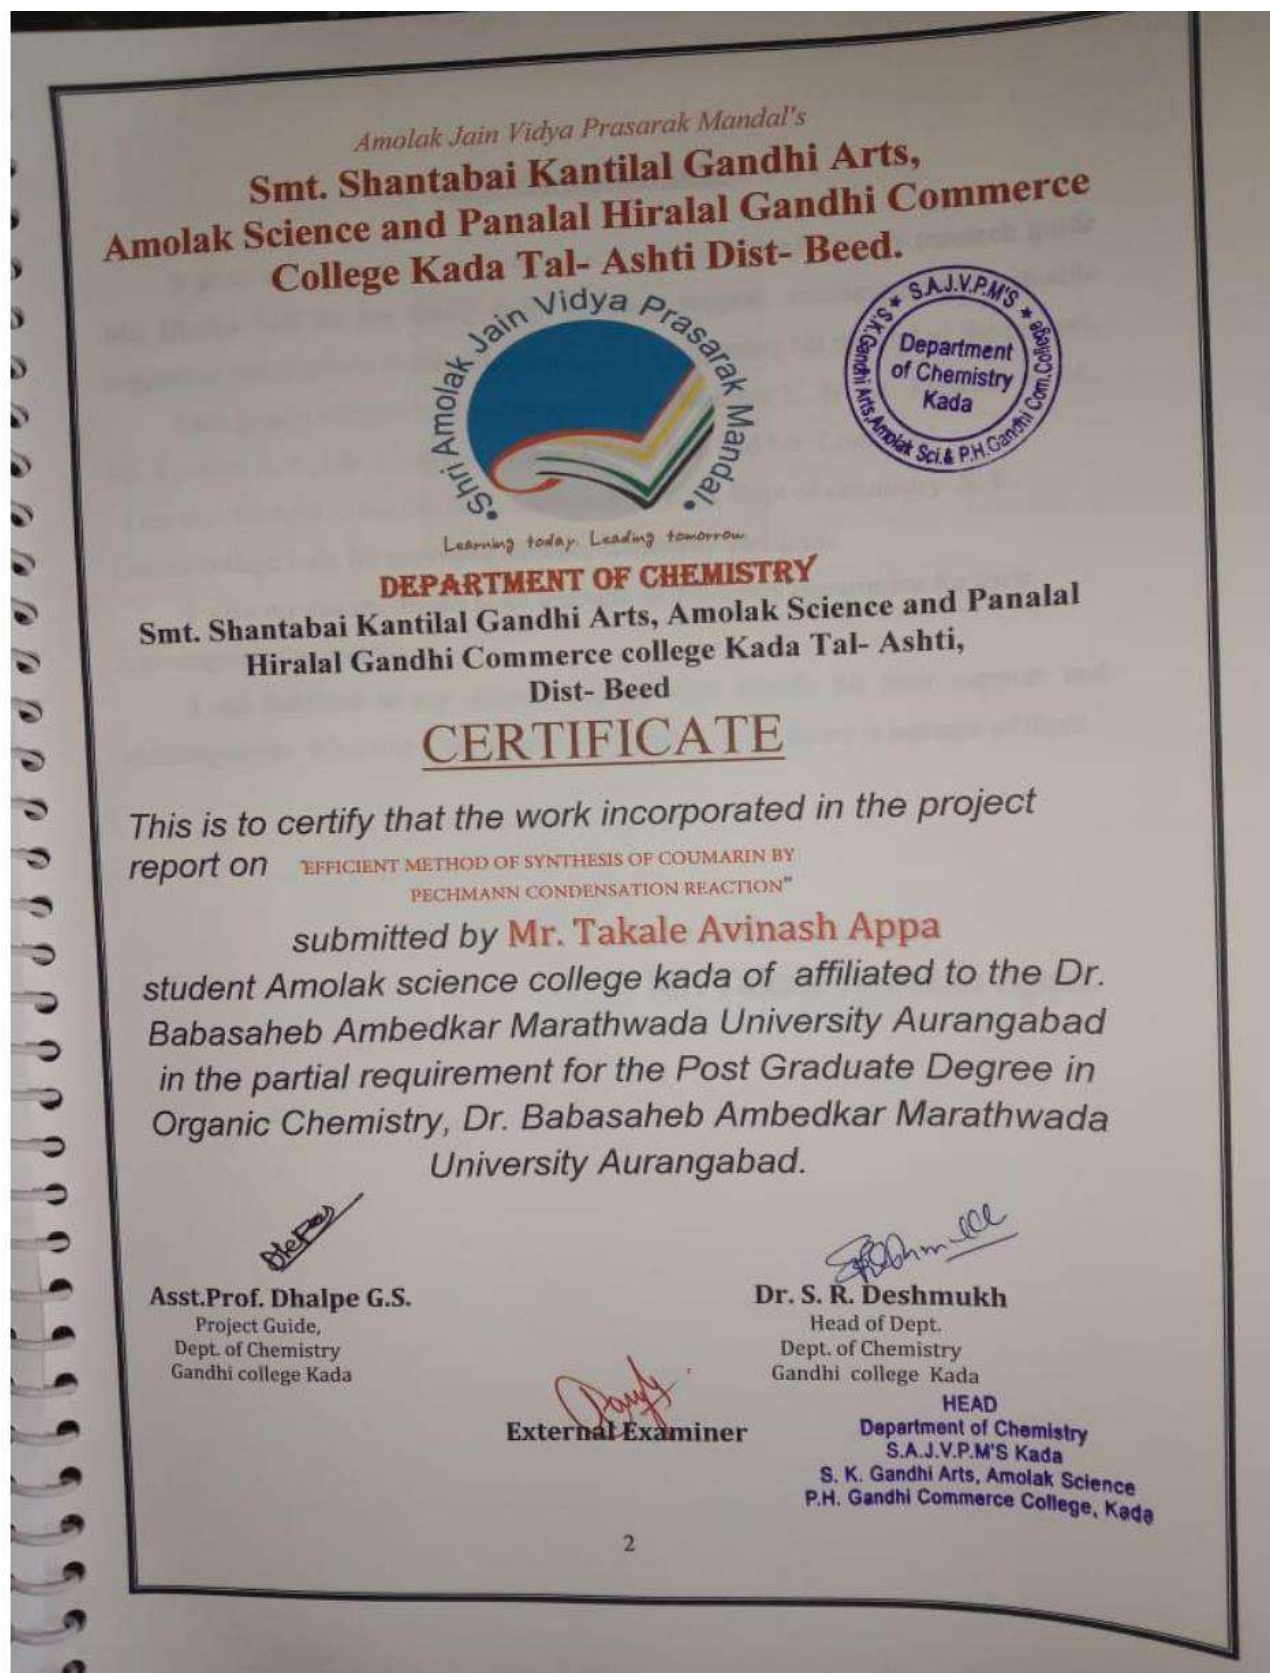 Amolak Jain Vidya Prasarak Mandal's
Smt. Shantabai Kantilal Gandhi Arts,
Amolak Science and Panalal Hiralal Gandhi Commerce
College Kada Tal- Ashti Dist- Beed.
Shri Amolak Jain Vidya Prasarak Mandal.
Learning today. Leading tomorrow
S.A.J.V.P.M'S
S.K.Gandhi Arts,Amolak Sci.& P.H.Gandhi Com.College
Department
of Chemistry
Kada
DEPARTMENT OF CHEMISTRY
Smt. Shantabai Kantilal Gandhi Arts, Amolak Science and Panalal
Hiralal Gandhi Commerce college Kada Tal- Ashti,
Dist- Beed
CERTIFICATE
This is to certify that the work incorporated in the project
report on "EFFICIENT METHOD OF SYNTHESIS OF COUMARIN BY
PECHMANN CONDENSATION REACTION"
submitted by Mr. Takale Avinash Appa
student Amolak science college kada of affiliated to the Dr.
Babasaheb Ambedkar Marathwada University Aurangabad
in the partial requirement for the Post Graduate Degree in
Organic Chemistry, Dr. Babasaheb Ambedkar Marathwada
University Aurangabad.
Asst.Prof. Dhalpe G.S.
Project Guide,
Dept. of Chemistry
Gandhi college Kada
Dr. S. R. Deshmukh
Head of Dept.
Dept. of Chemistry
Gandhi college Kada
External Examiner
HEAD
Department of Chemistry
S.A.J.V.P.M'S Kada
S. K. Gandhi Arts, Amolak Science
P.H. Gandhi Commerce College, Kada
2